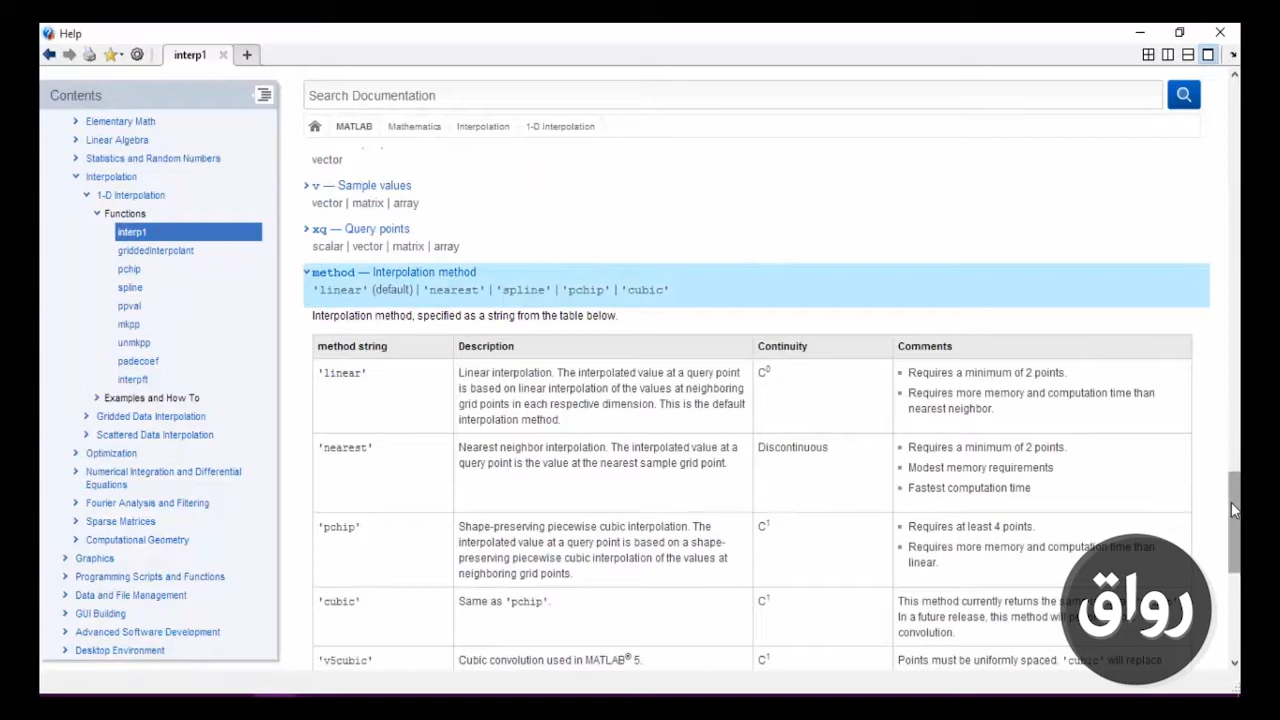 Help
interp1
Contents
Elementary Math
Linear Algebra
Statistics and Random Numbers
Interpolation
1-D Interpolation
Functions
interp1
griddedInterpolant
pchip
spline
ppval
mkpp
unmkpp
padecoef
interpft
Examples and How To
Gridded Data Interpolation
Scattered Data Interpolation
Optimization
Numerical Integration and Differential
Equations
Fourier Analysis and Filtering
Sparse Matrices
Computational Geometry
Graphics
Programming Scripts and Functions
Data and File Management
GUI Building
Advanced Software Development
Desktop Environment
Search Documentation
MATLAB Mathematics Interpolation 1-D Interpolation
vector
v — Sample values
vector | matrix | array
xq — Query points
scalar | vector | matrix | array
method — Interpolation method
'linear' (default) | 'nearest' | 'spline' | 'pchip' | 'cubic'
Interpolation method, specified as a string from the table below.
method string Description Continuity Comments
'linear'
Linear interpolation. The interpolated value at a query point
is based on linear interpolation of the values at neighboring
grid points in each respective dimension. This is the default
interpolation method.
C0
Requires a minimum of 2 points.
Requires more memory and computation time than
nearest neighbor.
'nearest'
Nearest neighbor interpolation. The interpolated value at a
query point is the value at the nearest sample grid point.
Discontinuous
Requires a minimum of 2 points.
Modest memory requirements
Fastest computation time
'pchip'
Shape-preserving piecewise cubic interpolation. The
interpolated value at a query point is based on a shape-
preserving piecewise cubic interpolation of the values at
neighboring grid points.
C1
Requires at least 4 points.
Requires more memory and computation time than
linear.
'cubic'
Same as 'pchip'.
C1
This method currently returns the
In a future release, this method will
convolution.
'v5cubic'
Cubic convolution used in MATLAB® 5.
C1
Points must be uniformly spaced. 'cubic' will replace
رواق